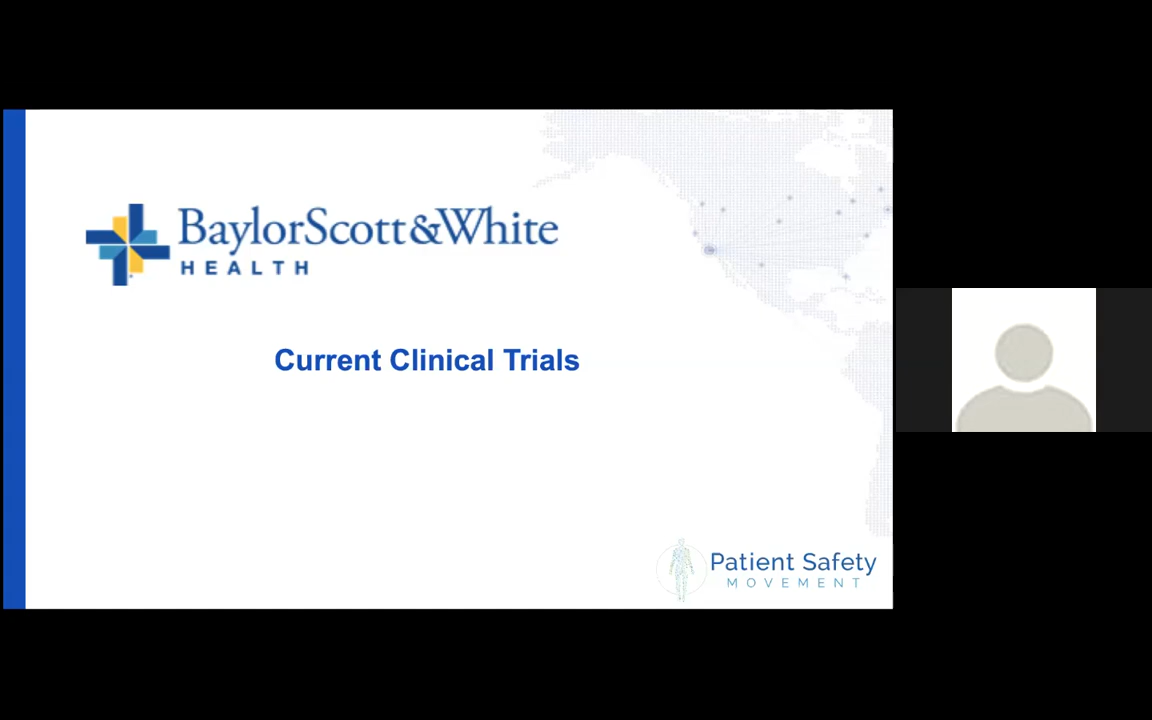 BaylorScott&White
HEALTH
Current Clinical Trials
Patient Safety
MOVEMENT